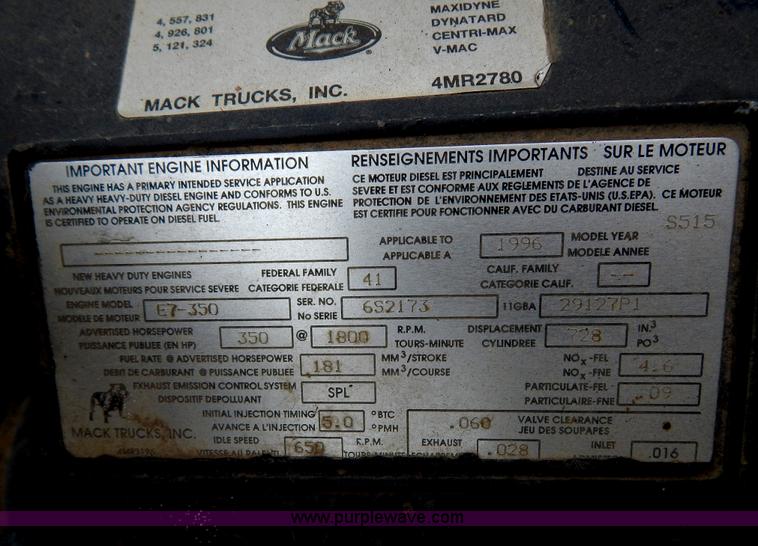 4, 557, 831
4, 926, 801
5, 121, 324
Mack
MAXIDYNE
DYNATARD
CENTRI-MAX
V-MAC
MACK TRUCKS, INC.
4MR2780
IMPORTANT ENGINE INFORMATION
THIS ENGINE HAS A PRIMARY INTENDED SERVICE APPLICATION
AS A HEAVY HEAVY-DUTY DIESEL ENGINE AND CONFORMS TO U.S.
ENVIRONMENTAL PROTECTION AGENCY REGULATIONS. THIS ENGINE
IS CERTIFIED TO OPERATE ON DIESEL FUEL.
RENSEIGNEMENTS IMPORTANTS SUR LE MOTEUR
CE MOTEUR DIESEL EST PRINCIPALEMENT DESTINE AU SERVICE
SEVERE ET EST CONFORME AUX REGLEMENTS DE L'AGENCE DE
PROTECTION DE L'ENVIRONNEMENT DES ETATS-UNIS (U.S.EPA). CE MOTEUR
EST CERTIFIE POUR FONCTIONNER AVEC DU CARBURANT DIESEL.
S515
APPLICABLE TO 1996 MODEL YEAR
APPLICABLE A MODELE ANNEE
NEW HEAVY DUTY ENGINES FEDERAL FAMILY 41 CALIF. FAMILY --
NOUVEAUX MOTEURS POUR SERVICE SEVERE CATEGORIE FEDERALE CATEGORIE CALIF.
ENGINE MODEL E7-350 SER. NO. 6S2173 11GBA 29127P1
MODELE DE MOTEUR No SERIE
ADVERTISED HORSEPOWER 350 @ 1800 R.P.M. DISPLACEMENT 728 IN.3
PUISSANCE PUBLIEE (EN HP) TOURS-MINUTE CYLINDREE PO3
FUEL RATE @ ADVERTISED HORSEPOWER 181 MM3/STROKE NOx-FEL 4.6
DEBIT DE CARBURANT @ PUISSANCE PUBLIEE MM3/COURSE NOx-FNE
EXHAUST EMISSION CONTROL SYSTEM SPL PARTICULATE-FEL .09
DISPOSITIF DEPOLLUANT PARTICULAIRE-FNE
INITIAL INJECTION TIMING 5.0 °BTC .060 VALVE CLEARANCE
AVANCE A L'INJECTION °PMH JEU DES SOUPAPES
MACK TRUCKS, INC.
IDLE SPEED 650 R.P.M. EXHAUST .028 INLET .016
VITESSE AU RALENTI TOURS-MINUTE ECHAPPEMENT
www.purplewave.com